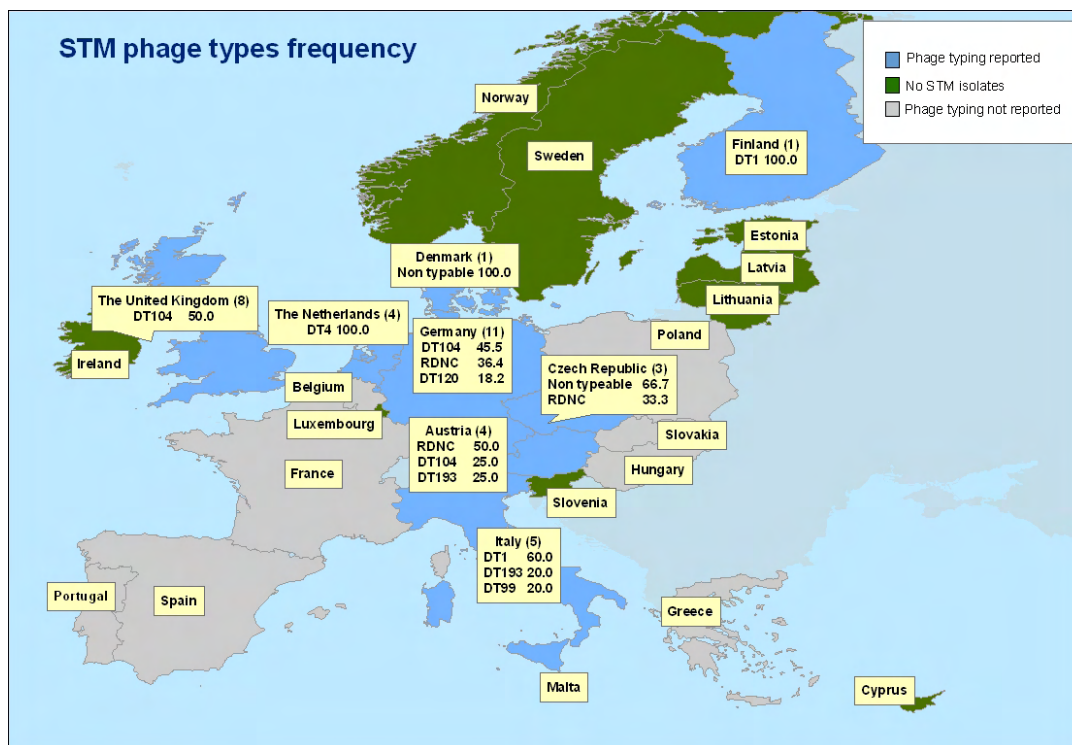 STM phage types frequency
Phage typing reported
No STM isolates
Phage typing not reported
Norway
Sweden
Finland (1)
DT1 100.0
Estonia
Latvia
Lithuania
Denmark (1)
Non typable 100.0
The United Kingdom (8)
DT104 50.0
Ireland
The Netherlands (4)
DT4 100.0
Germany (11)
DT104 45.5
RDNC 36.4
DT120 18.2
Poland
Czech Republic (3)
Non typeable 66.7
RDNC 33.3
Belgium
Luxembourg
Austria (4)
RDNC 50.0
DT104 25.0
DT193 25.0
Slovakia
Hungary
France
Slovenia
Italy (5)
DT1 60.0
DT193 20.0
DT99 20.0
Portugal
Spain
Greece
Malta
Cyprus